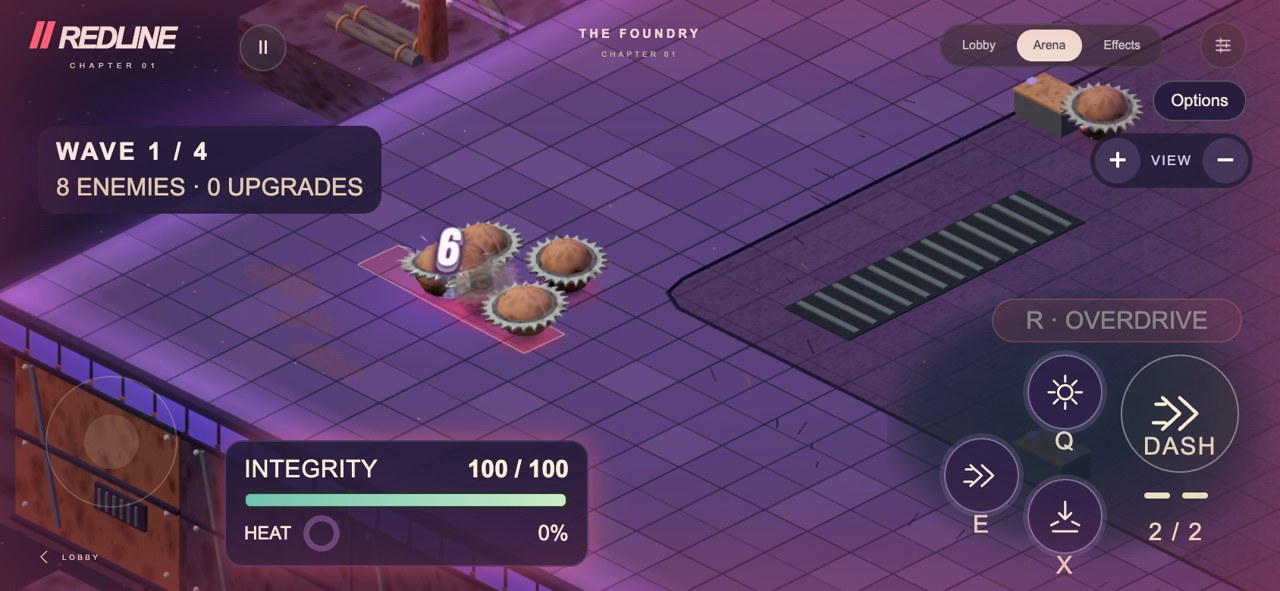 REDLINE
CHAPTER 01
THE FOUNDRY
CHAPTER 01
Lobby Arena Effects
Options
+ VIEW −
WAVE 1 / 4
8 ENEMIES · 0 UPGRADES
6
R · OVERDRIVE
Q
DASH
E
X
2 / 2
INTEGRITY 100 / 100
HEAT 0%
LOBBY